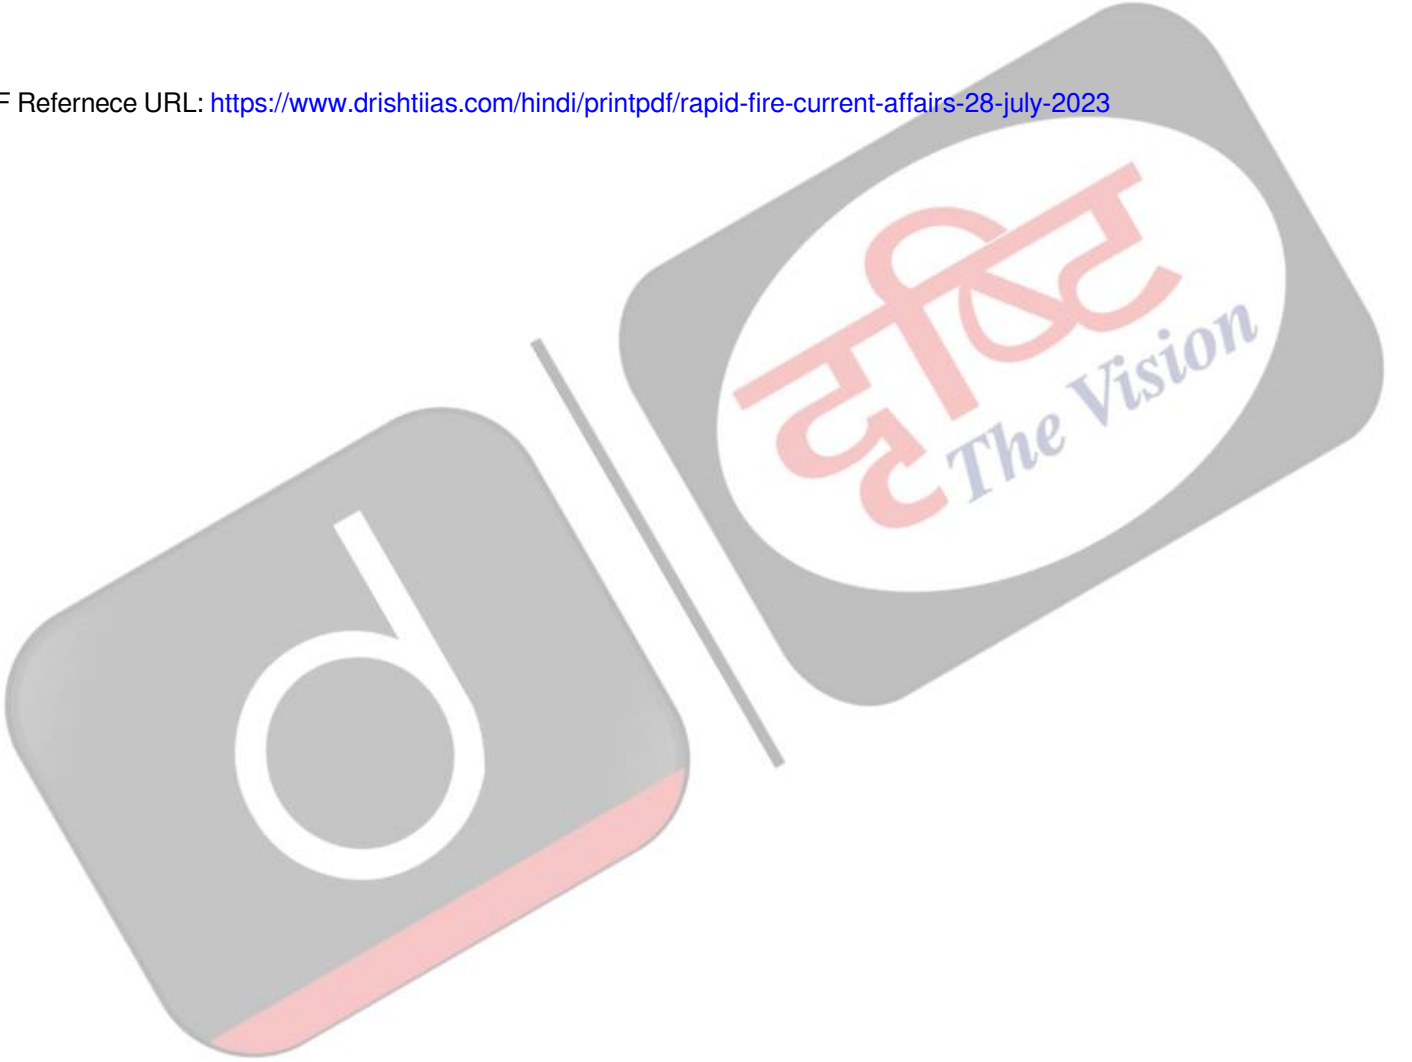 F Refernece URL: https://www.drishtiias.com/hindi/printpdf/rapid-fire-current-affairs-28-july-2023
दृष्टि
The Vision
d